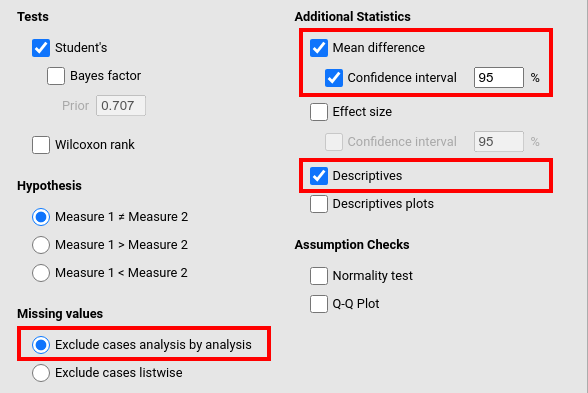 Tests
Student's
Bayes factor
Prior 0.707
Wilcoxon rank
Hypothesis
Measure 1 ≠ Measure 2
Measure 1 > Measure 2
Measure 1 < Measure 2
Missing values
Exclude cases analysis by analysis
Exclude cases listwise
Additional Statistics
Mean difference
Confidence interval 95 %
Effect size
Confidence interval 95 %
Descriptives
Descriptives plots
Assumption Checks
Normality test
Q-Q Plot